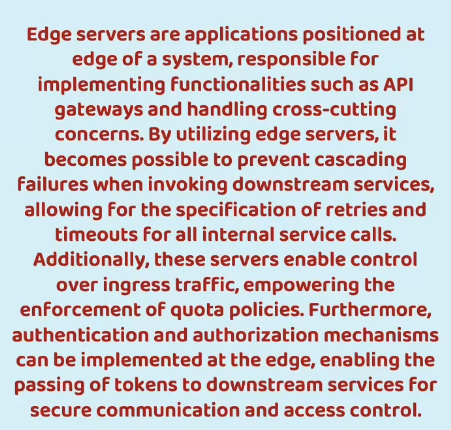 Edge servers are applications positioned at
edge of a system, responsible for
implementing functionalities such as API
gateways and handling cross-cutting
concerns. By utilizing edge servers, it
becomes possible to prevent cascading
failures when invoking downstream services,
allowing for the specification of retries and
timeouts for all internal service calls.
Additionally, these servers enable control
over ingress traffic, empowering the
enforcement of quota policies. Furthermore,
authentication and authorization mechanisms
can be implemented at the edge, enabling the
passing of tokens to downstream services for
secure communication and access control.